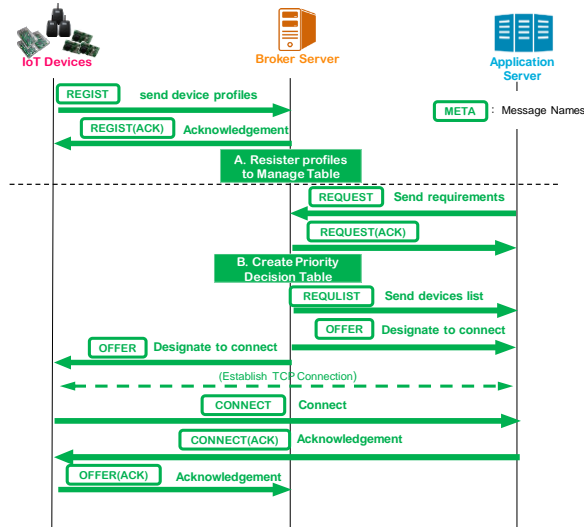 IoT Devices
Broker Server
Application
Server
REGIST send device profiles
META : Message Names
REGIST(ACK) Acknowledgement
A. Resister profiles
to Manage Table
REQUEST Send requirements
REQUEST(ACK)
B. Create Priority
Decision Table
REQULIST Send devices list
OFFER Designate to connect
OFFER Designate to connect
(Establish TCP Connection)
CONNECT Connect
CONNECT(ACK) Acknowledgement
OFFER(ACK) Acknowledgement